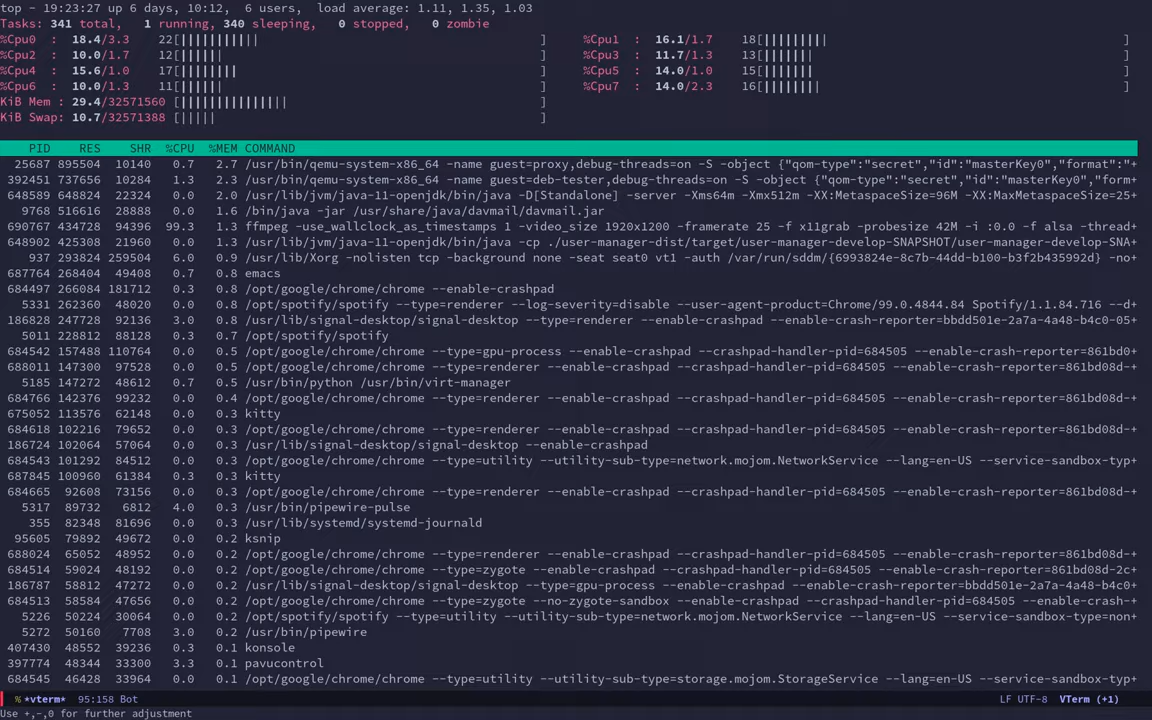 top - 19:23:27 up 6 days, 10:12,  6 users,  load average: 1.11, 1.35, 1.03
Tasks: 341 total,   1 running, 340 sleeping,   0 stopped,   0 zombie
%Cpu0  :  18.4/3.3    22[||||||||||| ]     %Cpu1  :  16.1/1.7    18[||||||||| ]
%Cpu2  :  10.0/1.7    12[|||||| ]     %Cpu3  :  11.7/1.3    13[||||||| ]
%Cpu4  :  15.6/1.0    17[|||||||| ]     %Cpu5  :  14.0/1.0    15[||||||| ]
%Cpu6  :  10.0/1.3    11[|||||| ]     %Cpu7  :  14.0/2.3    16[|||||||| ]
KiB Mem : 29.4/32571560 [||||||||||||||| ]
KiB Swap: 10.7/32571388 [||||| ]
PID    RES    SHR  %CPU  %MEM COMMAND
25687 895504  10140   0.7   2.7 /usr/bin/qemu-system-x86_64 -name guest=proxy,debug-threads=on -S -object {"qom-type":"secret","id":"masterKey0","format":"+
392451 737656  10284   1.3   2.3 /usr/bin/qemu-system-x86_64 -name guest=deb-tester,debug-threads=on -S -object {"qom-type":"secret","id":"masterKey0","form+
648589 648824  22324   0.0   2.0 /usr/lib/jvm/java-11-openjdk/bin/java -D[Standalone] -server -Xms64m -Xmx512m -XX:MetaspaceSize=96M -XX:MaxMetaspaceSize=25+
9768 516616  28888   0.0   1.6 /bin/java -jar /usr/share/java/davmail/davmail.jar
690767 434728  94396  99.3   1.3 ffmpeg -use_wallclock_as_timestamps 1 -video_size 1920x1200 -framerate 25 -f x11grab -probesize 42M -i :0.0 -f alsa -thread+
648902 425308  21960   0.0   1.3 /usr/lib/jvm/java-11-openjdk/bin/java -cp ./user-manager-dist/target/user-manager-develop-SNAPSHOT/user-manager-develop-SNA+
937 293824 259504   6.0   0.9 /usr/lib/Xorg -nolisten tcp -background none -seat seat0 vt1 -auth /var/run/sddm/{6993824e-8c7b-44dd-b100-b3f2b435992d} -no+
687764 268404  49408   0.7   0.8 emacs
684497 266084 181712   0.3   0.8 /opt/google/chrome/chrome --enable-crashpad
5331 262360  48020   0.0   0.8 /opt/spotify/spotify --type=renderer --log-severity=disable --user-agent-product=Chrome/99.0.4844.84 Spotify/1.1.84.716 --d+
186828 247728  92136   3.0   0.8 /usr/lib/signal-desktop/signal-desktop --type=renderer --enable-crashpad --enable-crash-reporter=bbdd501e-2a7a-4a48-b4c0-05+
5011 228812  88128   0.3   0.7 /opt/spotify/spotify
684542 157488 110764   0.0   0.5 /opt/google/chrome/chrome --type=gpu-process --enable-crashpad --crashpad-handler-pid=684505 --enable-crash-reporter=861bd0+
688011 147300  97528   0.0   0.5 /opt/google/chrome/chrome --type=renderer --enable-crashpad --crashpad-handler-pid=684505 --enable-crash-reporter=861bd08d-+
5185 147272  48612   0.7   0.5 /usr/bin/python /usr/bin/virt-manager
684766 142376  99232   0.0   0.4 /opt/google/chrome/chrome --type=renderer --enable-crashpad --crashpad-handler-pid=684505 --enable-crash-reporter=861bd08d-+
675052 113576  62148   0.0   0.3 kitty
684618 102216  79652   0.0   0.3 /opt/google/chrome/chrome --type=renderer --enable-crashpad --crashpad-handler-pid=684505 --enable-crash-reporter=861bd08d-+
186724 102064  57064   0.0   0.3 /usr/lib/signal-desktop/signal-desktop --enable-crashpad
684543 101292  84512   0.0   0.3 /opt/google/chrome/chrome --type=utility --utility-sub-type=network.mojom.NetworkService --lang=en-US --service-sandbox-typ+
687845 100960  61384   0.3   0.3 kitty
684665  92608  73156   0.0   0.3 /opt/google/chrome/chrome --type=renderer --enable-crashpad --crashpad-handler-pid=684505 --enable-crash-reporter=861bd08d-+
5317  89732   6812   4.0   0.3 /usr/bin/pipewire-pulse
355  82348  81696   0.0   0.3 /usr/lib/systemd/systemd-journald
95605  79892  49672   0.0   0.2 ksnip
688024  65052  48952   0.0   0.2 /opt/google/chrome/chrome --type=renderer --enable-crashpad --crashpad-handler-pid=684505 --enable-crash-reporter=861bd08d-+
684514  59024  48192   0.0   0.2 /opt/google/chrome/chrome --type=zygote --enable-crashpad --crashpad-handler-pid=684505 --enable-crash-reporter=861bd08d-2c+
186787  58812  47272   0.0   0.2 /usr/lib/signal-desktop/signal-desktop --type=gpu-process --enable-crashpad --enable-crash-reporter=bbdd501e-2a7a-4a48-b4c0+
684513  58584  47656   0.0   0.2 /opt/google/chrome/chrome --type=zygote --no-zygote-sandbox --enable-crashpad --crashpad-handler-pid=684505 --enable-crash-+
5226  50224  30064   0.0   0.2 /opt/spotify/spotify --type=utility --utility-sub-type=network.mojom.NetworkService --lang=en-US --service-sandbox-type=non+
5272  50160   7708   3.0   0.2 /usr/bin/pipewire
407430  48552  39236   0.3   0.1 konsole
397774  48344  33300   3.3   0.1 pavucontrol
684545  46428  33964   0.0   0.1 /opt/google/chrome/chrome --type=utility --utility-sub-type=storage.mojom.StorageService --lang=en-US --service-sandbox-typ+
% *vterm*  95:158 Bot     LF UTF-8  VTerm (+1)
Use +,-,0 for further adjustment